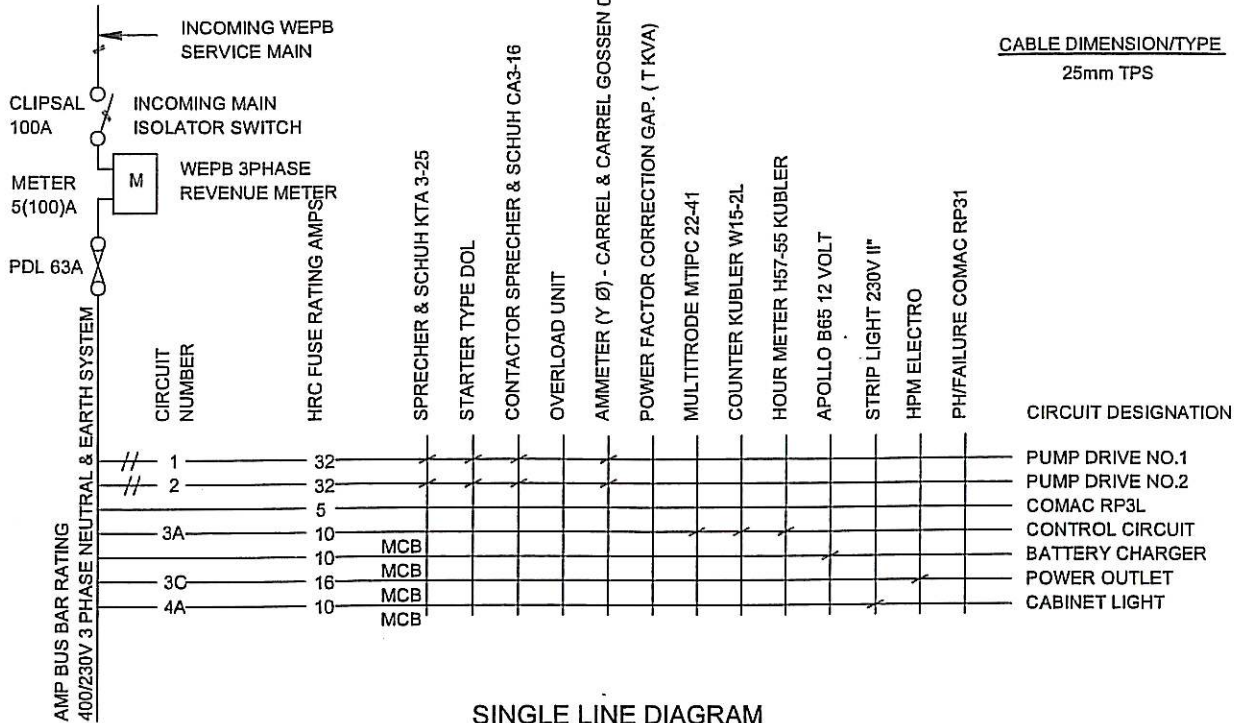 INCOMING WEPB
SERVICE MAIN
CABLE DIMENSION/TYPE
25mm TPS
CLIPSAL
100A
INCOMING MAIN
ISOLATOR SWITCH
METER
5(100)A
M
WEPB 3PHASE
REVENUE METER
PDL 63A
AMP BUS BAR RATING
400/230V 3 PHASE NEUTRAL & EARTH SYSTEM
CIRCUIT
NUMBER
HRC FUSE RATING AMPS
SPRECHER & SCHUH KTA 3-25
STARTER TYPE DOL
CONTACTOR SPRECHER & SCHUH CA3-16
OVERLOAD UNIT
AMMETER (Y Ø) - CARREL & CARREL GOSSEN
POWER FACTOR CORRECTION GAP. ( T KVA)
MULTITRODE MTIPC 22-41
COUNTER KUBLER W15-2L
HOUR METER H57-55 KUBLER
APOLLO B65 12 VOLT
STRIP LIGHT 230V II"
HPM ELECTRO
PH/FAILURE COMAC RP31
CIRCUIT DESIGNATION
1 32 PUMP DRIVE NO.1
2 32 PUMP DRIVE NO.2
5 COMAC RP3L
3A 10 MCB CONTROL CIRCUIT
10 MCB BATTERY CHARGER
3C 16 MCB POWER OUTLET
4A 10 MCB CABINET LIGHT
SINGLE LINE DIAGRAM